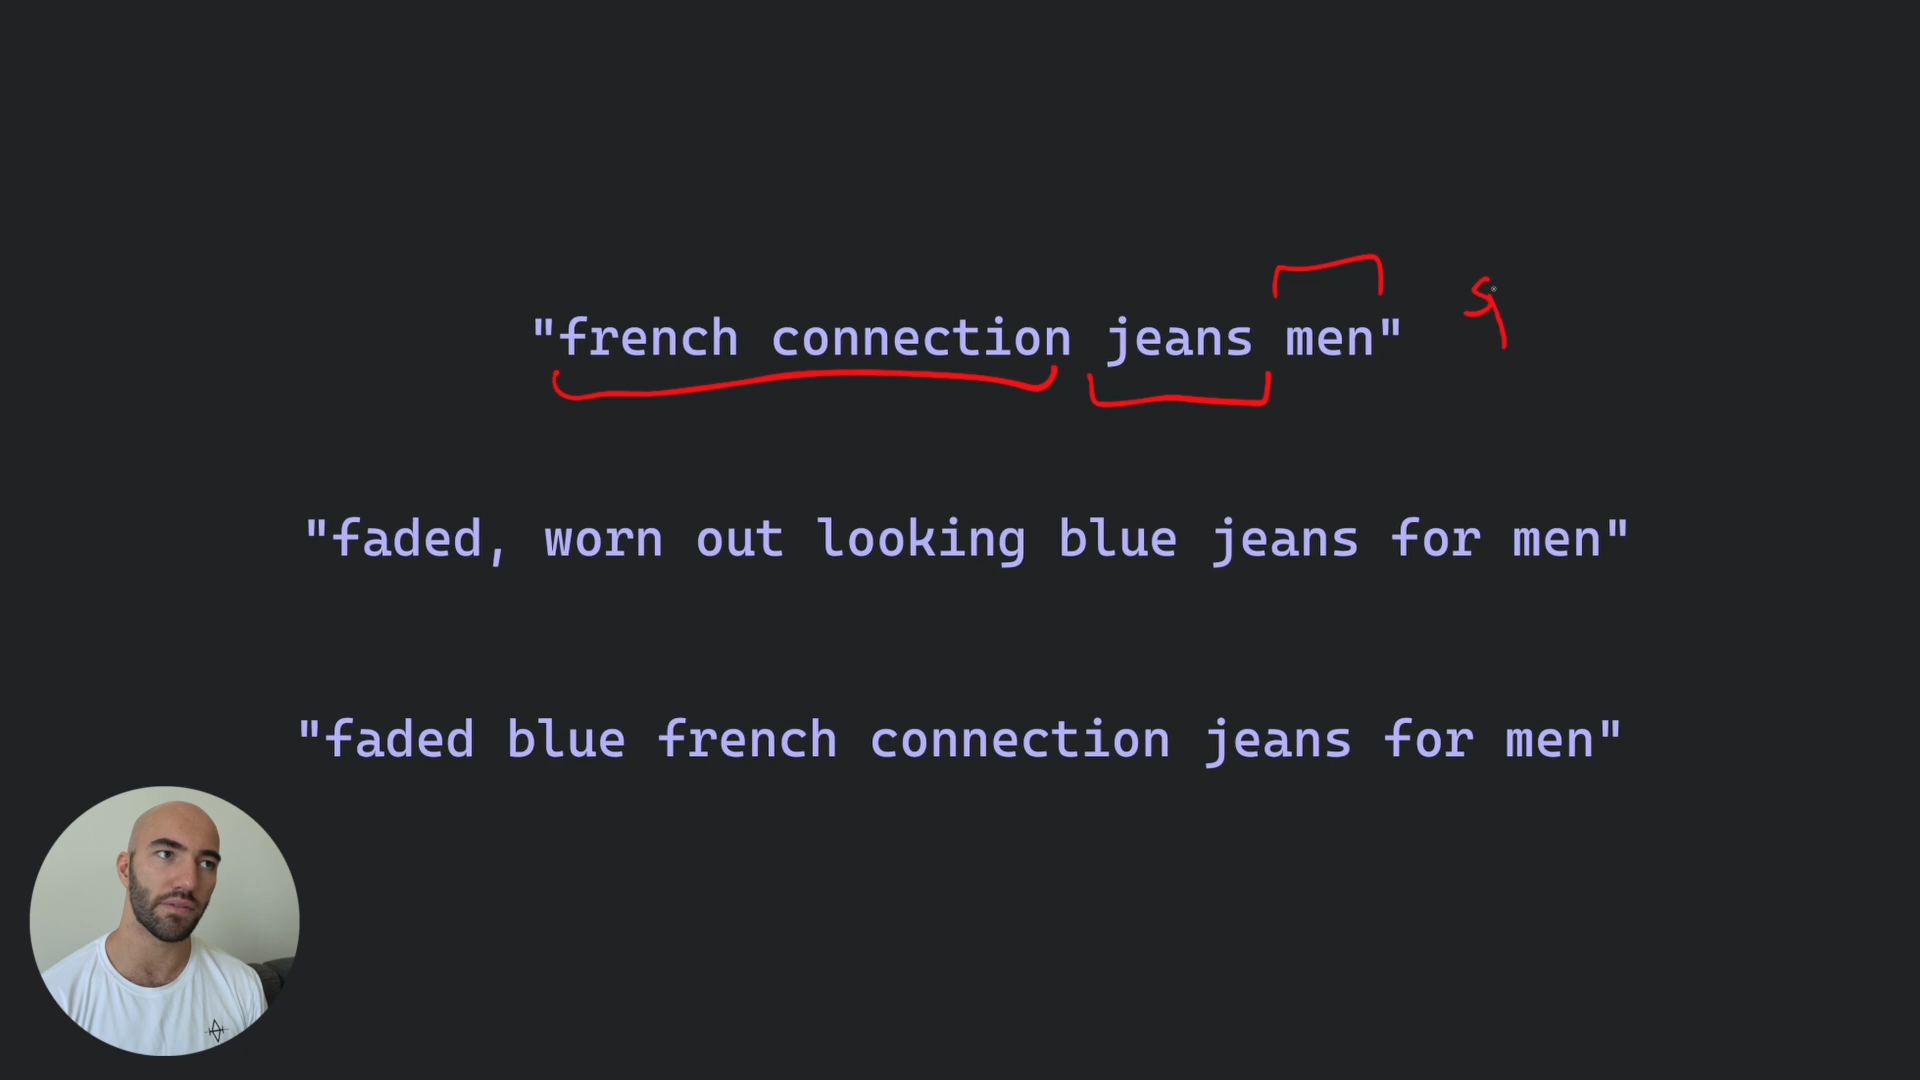 "french connection jeans men"
"faded, worn out looking blue jeans for men"
"faded blue french connection jeans for men"